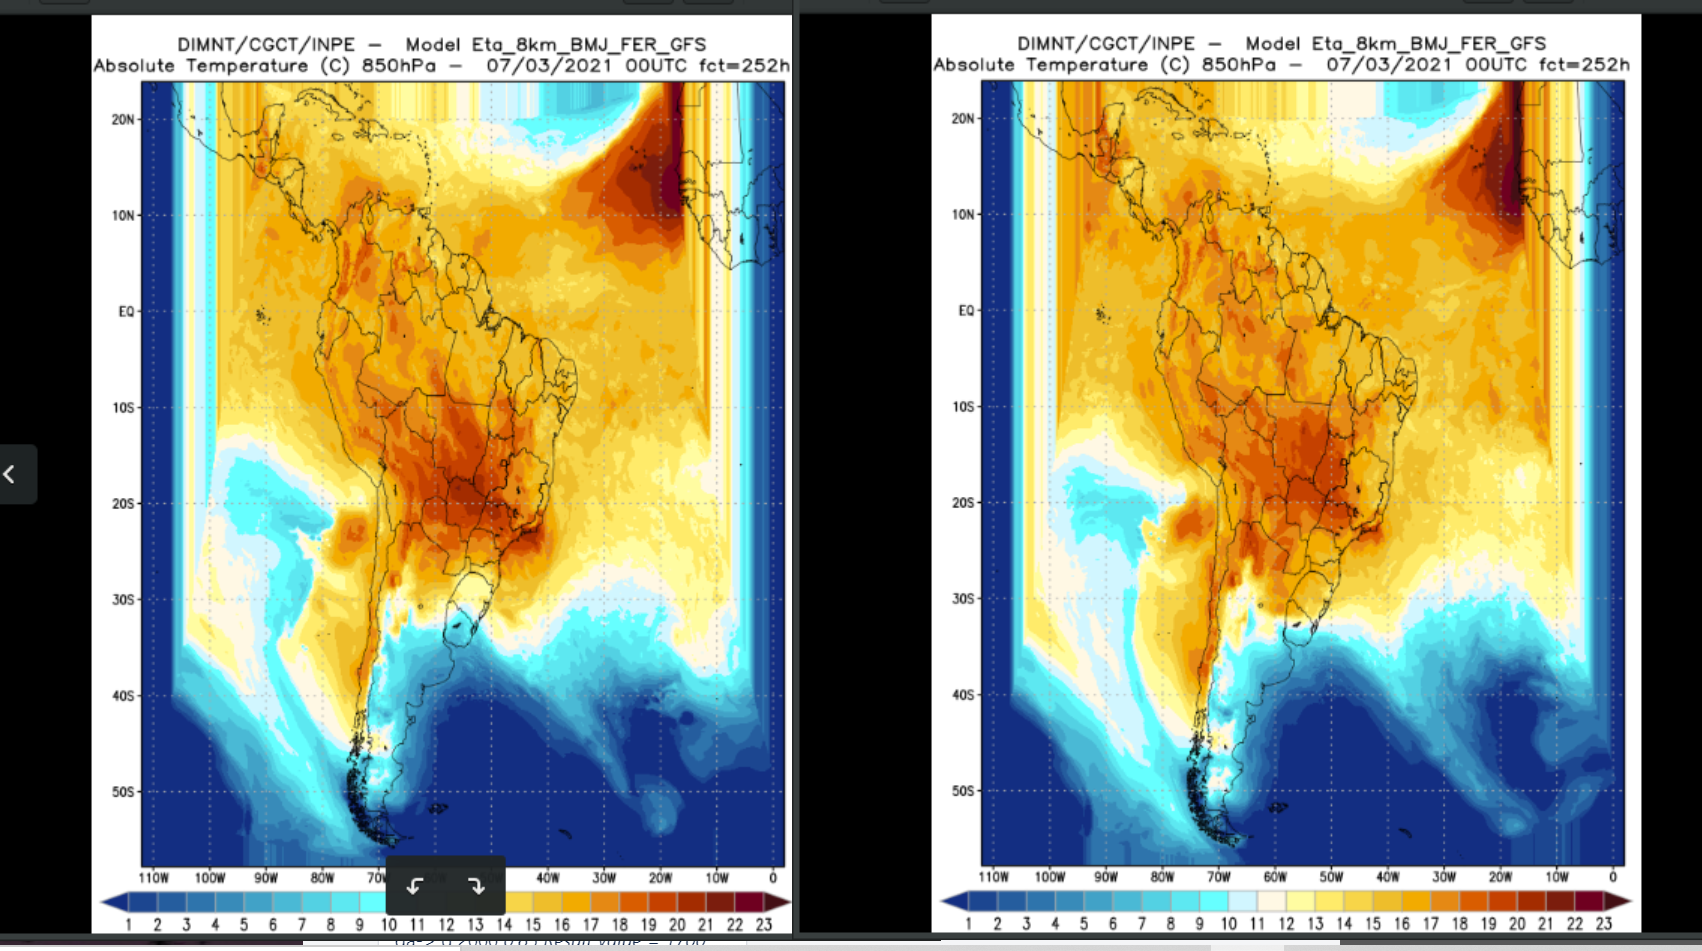 DIMNT/CGCT/INPE – Model Eta_8km_BMJ_FER_GFS
Absolute Temperature (C) 850hPa – 07/03/2021 00UTC fct=252h
20N
10N
EQ
10S
20S
30S
40S
50S
110W 100W 90W 80W 50W 40W 30W 20W 10W 0
1 2 3 4 5 6 7 8 9 10 11 12 13 14 15 16 17 18 19 20 21 22 23
DIMNT/CGCT/INPE – Model Eta_8km_BMJ_FER_GFS
Absolute Temperature (C) 850hPa – 07/03/2021 00UTC fct=252h
20N
10N
EQ
10S
20S
30S
40S
50S
110W 100W 90W 80W 70W 60W 50W 40W 30W 20W 10W 0
1 2 3 4 5 6 7 8 9 10 11 12 13 14 15 16 17 18 19 20 21 22 23